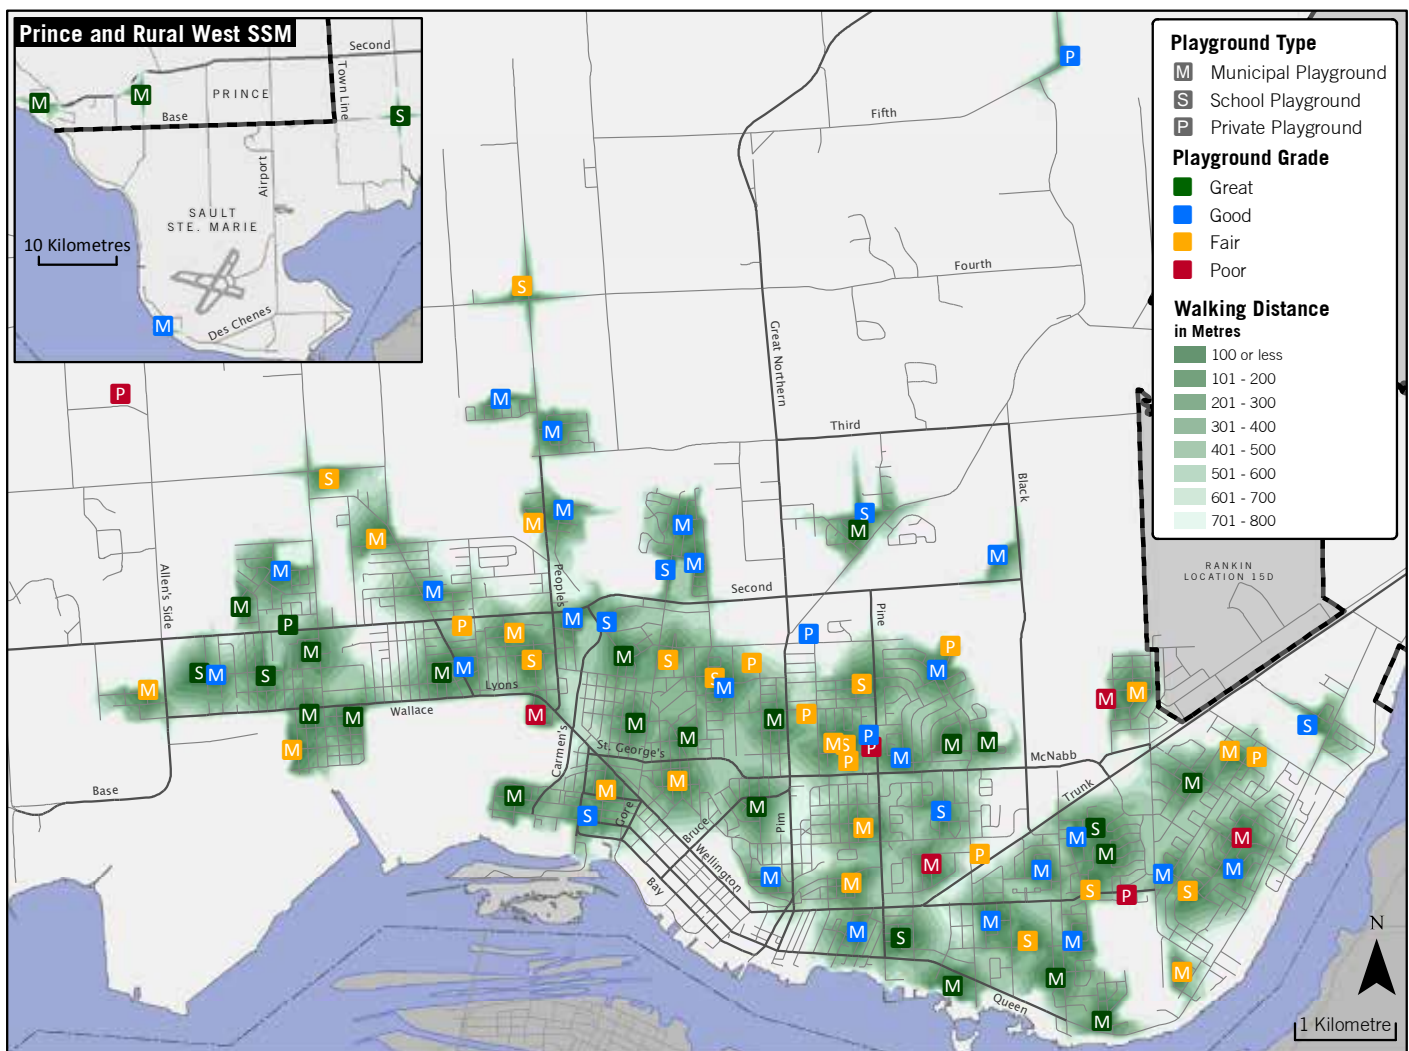 Prince and Rural West SSM
Second
Town Line
PRINCE
Base
Airport
SAULT
STE. MARIE
10 Kilometres
Des Chenes
M
M
S
M
Playground Type
M Municipal Playground
S School Playground
P Private Playground
Playground Grade
Great
Good
Fair
Poor
Walking Distance
in Metres
100 or less
101 - 200
201 - 300
301 - 400
401 - 500
501 - 600
601 - 700
701 - 800
P
Fifth
Fourth
S
Great Northern
P
M
M
Third
Black
S
M
M
M
M
S
M
S
M
M
S
M
RANKIN
LOCATION 15D
Allen's Side
M
M
Peoples
Second
Pine
M
P
P
M
M
S
P
M
S
M
S
P
M
P
M
S
M
S
M
M
S
M
S
P
M
M
S
M
M
Lyons
Wallace
M
M
M
M
M
M
M
P
M
M
S
P
P
M
M
M
S
M
Carmen's
St. George's
McNabb
M
P
Base
M
M
M
M
Trunk
M
S
Gore
Bruce
Pim
M
S
M
S
M
M
Wellington
Bay
M
M
M
P
M
M
M
S
P
M
S
M
S
M
S
M
M
M
M
M
Queen
M
N
1 Kilometre